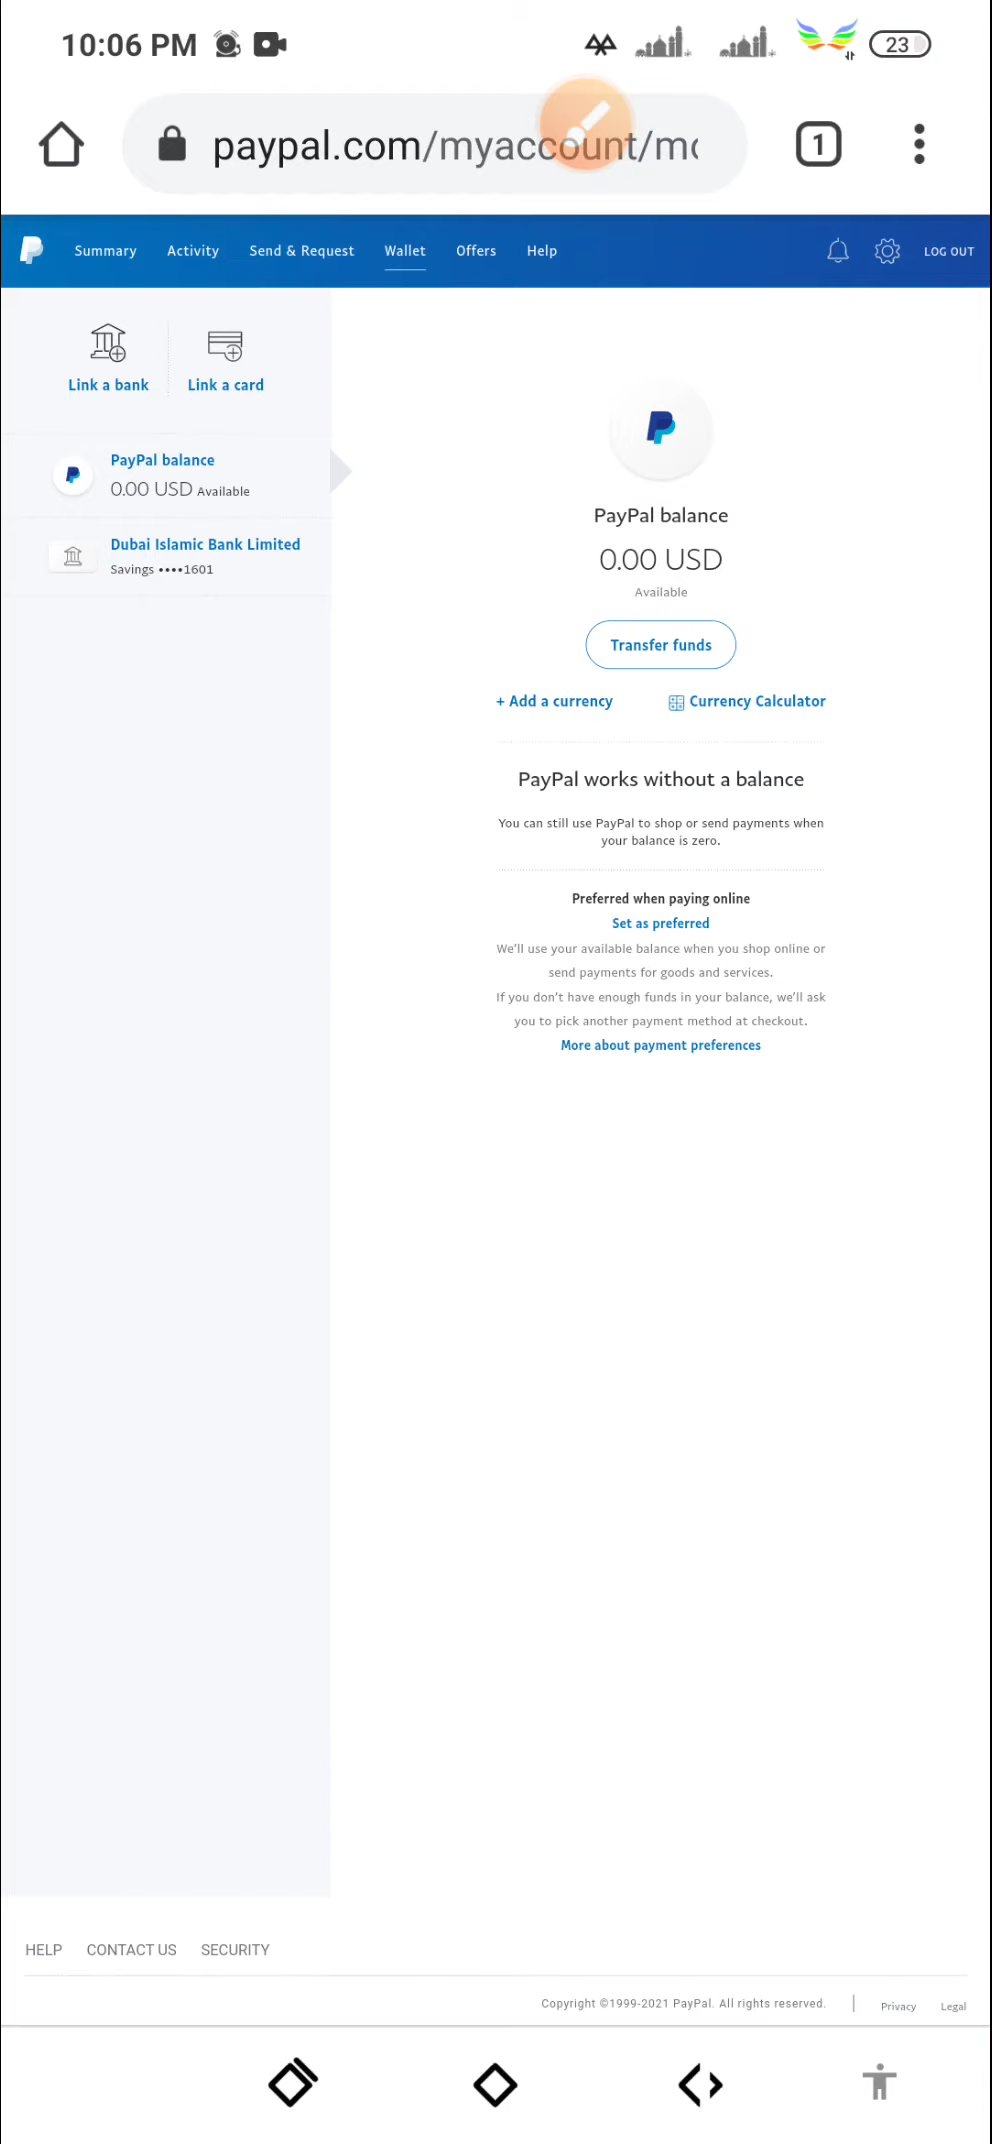 10:06 PM
23
paypal.com/myaccount/mo
1
Summary Activity Send & Request Wallet Offers Help LOG OUT
Link a bank Link a card
PayPal balance
0.00 USD Available
Dubai Islamic Bank Limited
Savings ••••1601
PayPal balance
0.00 USD
Available
Transfer funds
+ Add a currency Currency Calculator
PayPal works without a balance
You can still use PayPal to shop or send payments when
your balance is zero.
Preferred when paying online
Set as preferred
We'll use your available balance when you shop online or
send payments for goods and services.
If you don't have enough funds in your balance, we'll ask
you to pick another payment method at checkout.
More about payment preferences
HELP CONTACT US SECURITY
Copyright ©1999-2021 PayPal. All rights reserved. | Privacy Legal